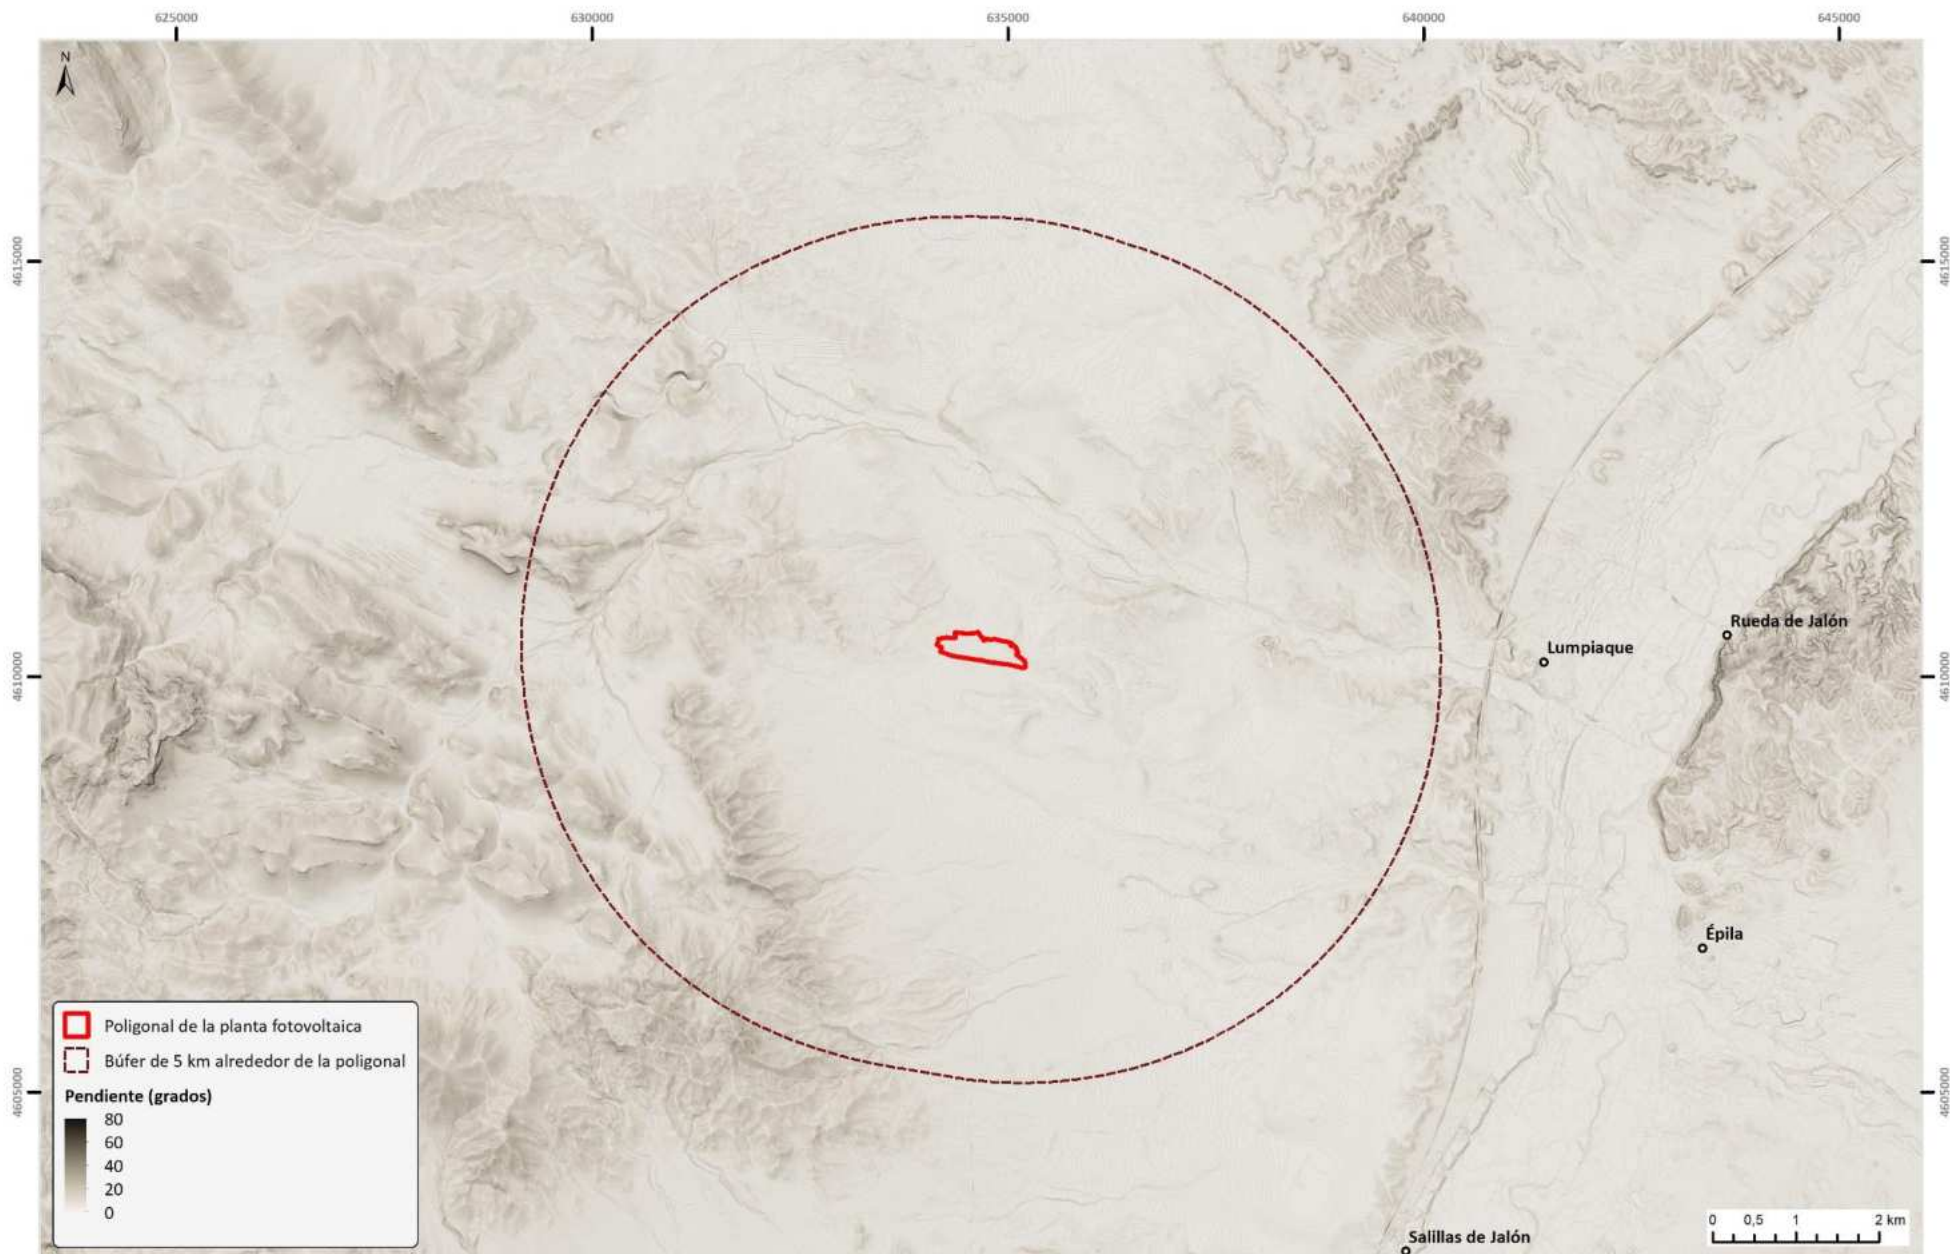 625000 630000 635000 640000 645000
N
4615000 4615000
Rueda de Jalón
Lumpiaque
4610000 4610000
Épila
Poligonal de la planta fotovoltaica
Búfer de 5 km alrededor de la poligonal
Pendiente (grados)
80
60
40
20
0
4605000 4605000
0 0,5 1 2 km
Salillas de Jalón